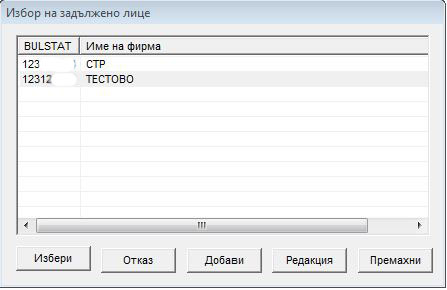 Избор на задължено лице
BULSTAT Име на фирма
123 СТР
12312 ТЕСТОВО
Избери Отказ Добави Редакция Премахни